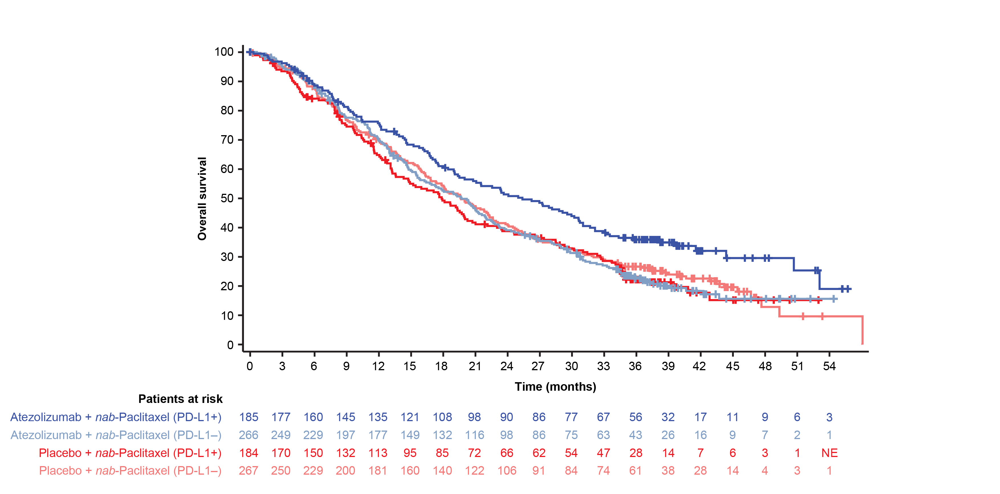 100
90
80
70
60
50
40
30
20
10
0
Overall survival
0 3 6 9 12 15 18 21 24 27 30 33 36 39 42 45 48 51 54
Time (months)
Patients at risk
Atezolizumab + nab-Paclitaxel (PD-L1+) 185 177 160 145 135 121 108 98 90 86 77 67 56 32 17 11 9 6 3
Atezolizumab + nab-Paclitaxel (PD-L1–) 266 249 229 197 177 149 132 116 98 86 75 63 43 26 16 9 7 2 1
Placebo + nab-Paclitaxel (PD-L1+) 184 170 150 132 113 95 85 72 66 62 54 47 28 14 7 6 3 1 NE
Placebo + nab-Paclitaxel (PD-L1–) 267 250 229 200 181 160 140 122 106 91 84 74 61 38 28 14 4 3 1